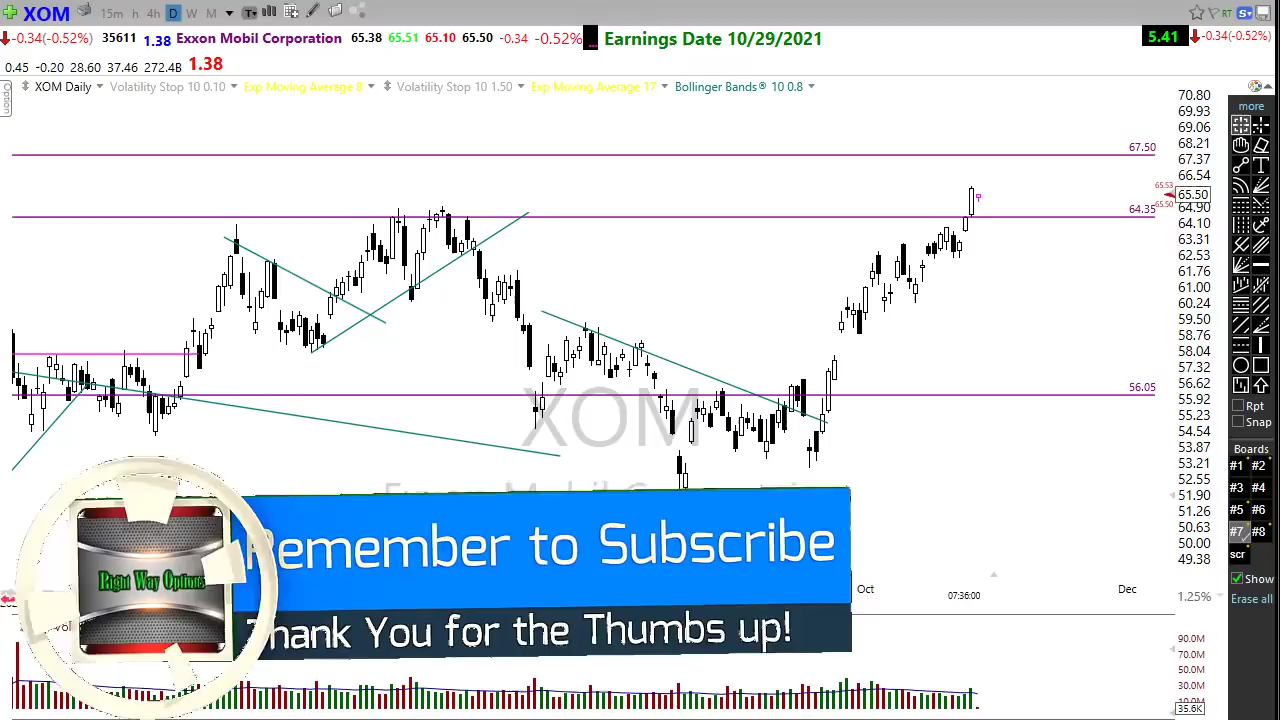 XOM 15m h 4h D W M T RT S
-0.34(-0.52%) 35611 1.38 Exxon Mobil Corporation 65.38 65.51 65.10 65.50 -0.34 -0.52% Earnings Date 10/29/2021 5.41 -0.34(-0.52%)
0.45 -0.20 28.60 37.46 272.4B 1.38
Option
XOM Daily Volatility Stop 10 0.10 Exp Moving Average 8 Volatility Stop 10 1.50 Exp Moving Average 17 Bollinger Bands® 10 0.8
70.80
69.93
69.06
68.21
67.50
67.37
66.54
65.53
65.50
65.50
64.90
64.35
64.10
63.31
62.53
61.76
61.00
60.24
59.50
58.76
58.04
57.32
56.62
56.05
55.92
55.23
54.54
53.87
53.21
52.55
51.90
51.26
50.63
50.00
49.38
XOM
more
Rpt
Snap
Boards
#1 #2
#3 #4
#5 #6
#7 #8
scr
Show
Erase all
Remember to Subscribe
Right Way Options
Thank You for the Thumbs up!
Oct 07:36:00 Dec 1.25%
90.0M
70.0M
50.0M
30.0M
10.0M
35.6K